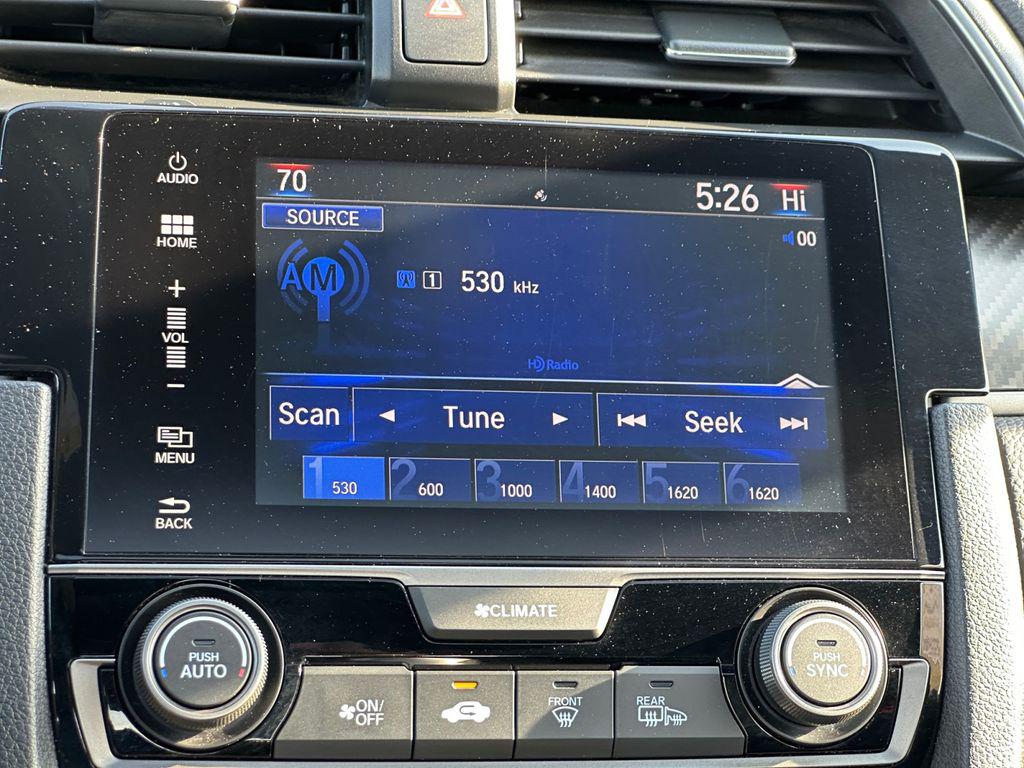 AUDIO
70
5:26
Hi
HOME
SOURCE
00
AM
1
530 kHz
VOL
HD Radio
Scan
Tune
Seek
MENU
1 530
2 600
3 1000
4 1400
5 1620
6 1620
BACK
CLIMATE
PUSH
AUTO
ON/
OFF
FRONT
REAR
PUSH
SYNC